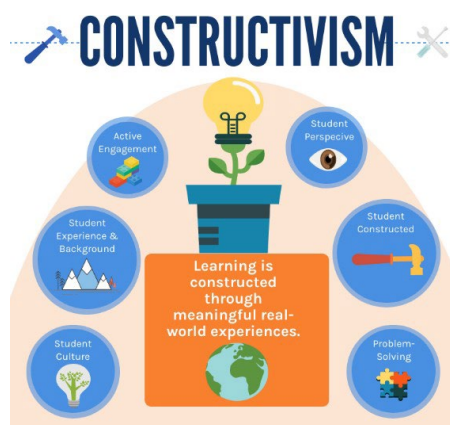 CONSTRUCTIVISM
Active
Engagement
Student
Perspecive
Student
Experience &
Background
Student
Constructed
Learning is
constructed
through
meaningful real-
world experiences.
Student
Culture
Problem-
Solving